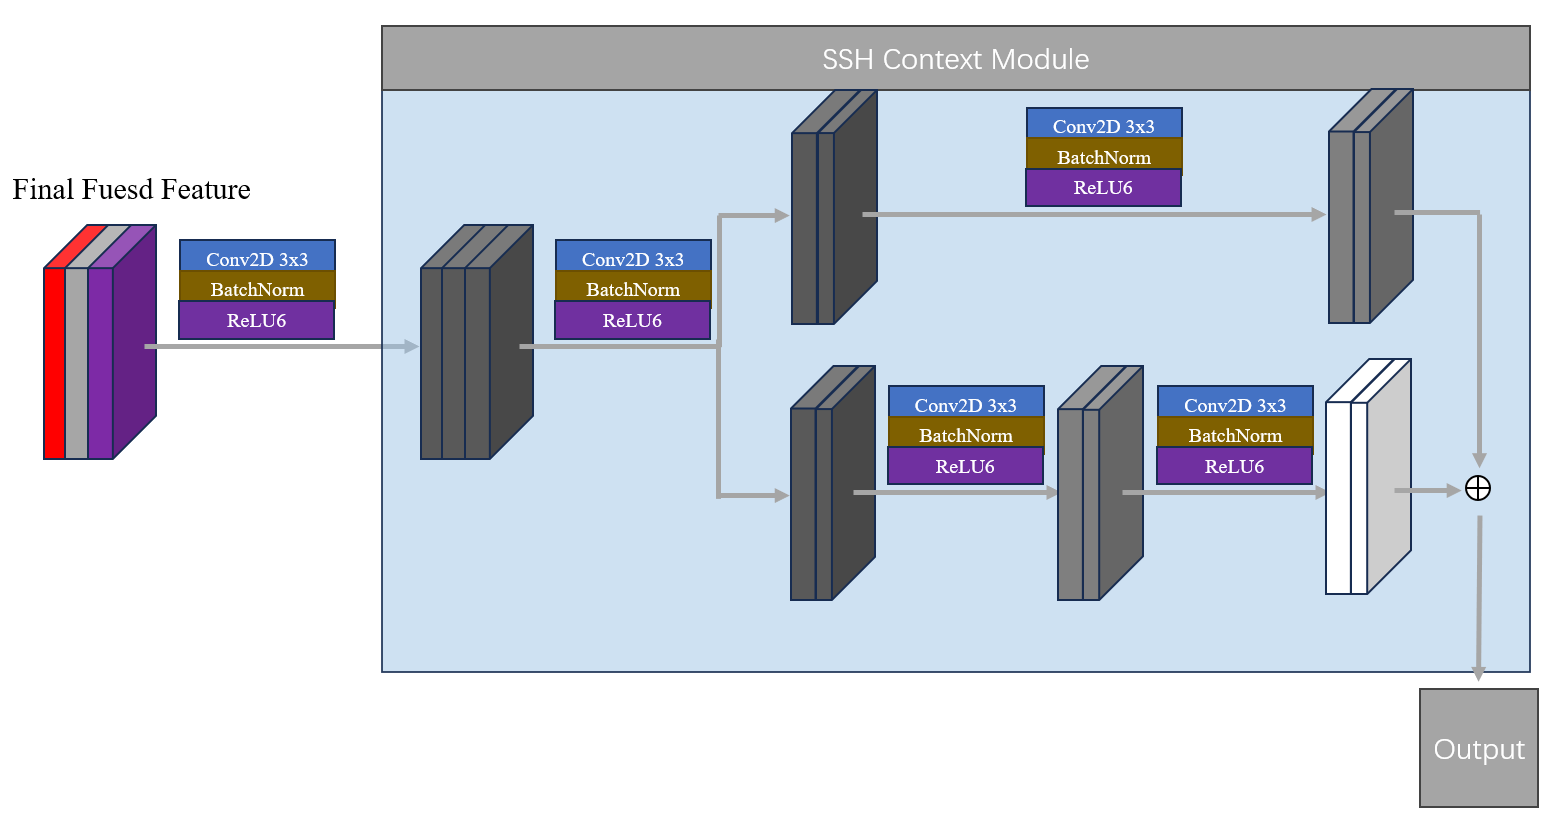 SSH Context Module
Final Fuesd Feature
Conv2D 3x3
BatchNorm
ReLU6
Conv2D 3x3
BatchNorm
ReLU6
Conv2D 3x3
BatchNorm
ReLU6
Conv2D 3x3
BatchNorm
ReLU6
Conv2D 3x3
BatchNorm
ReLU6
Output